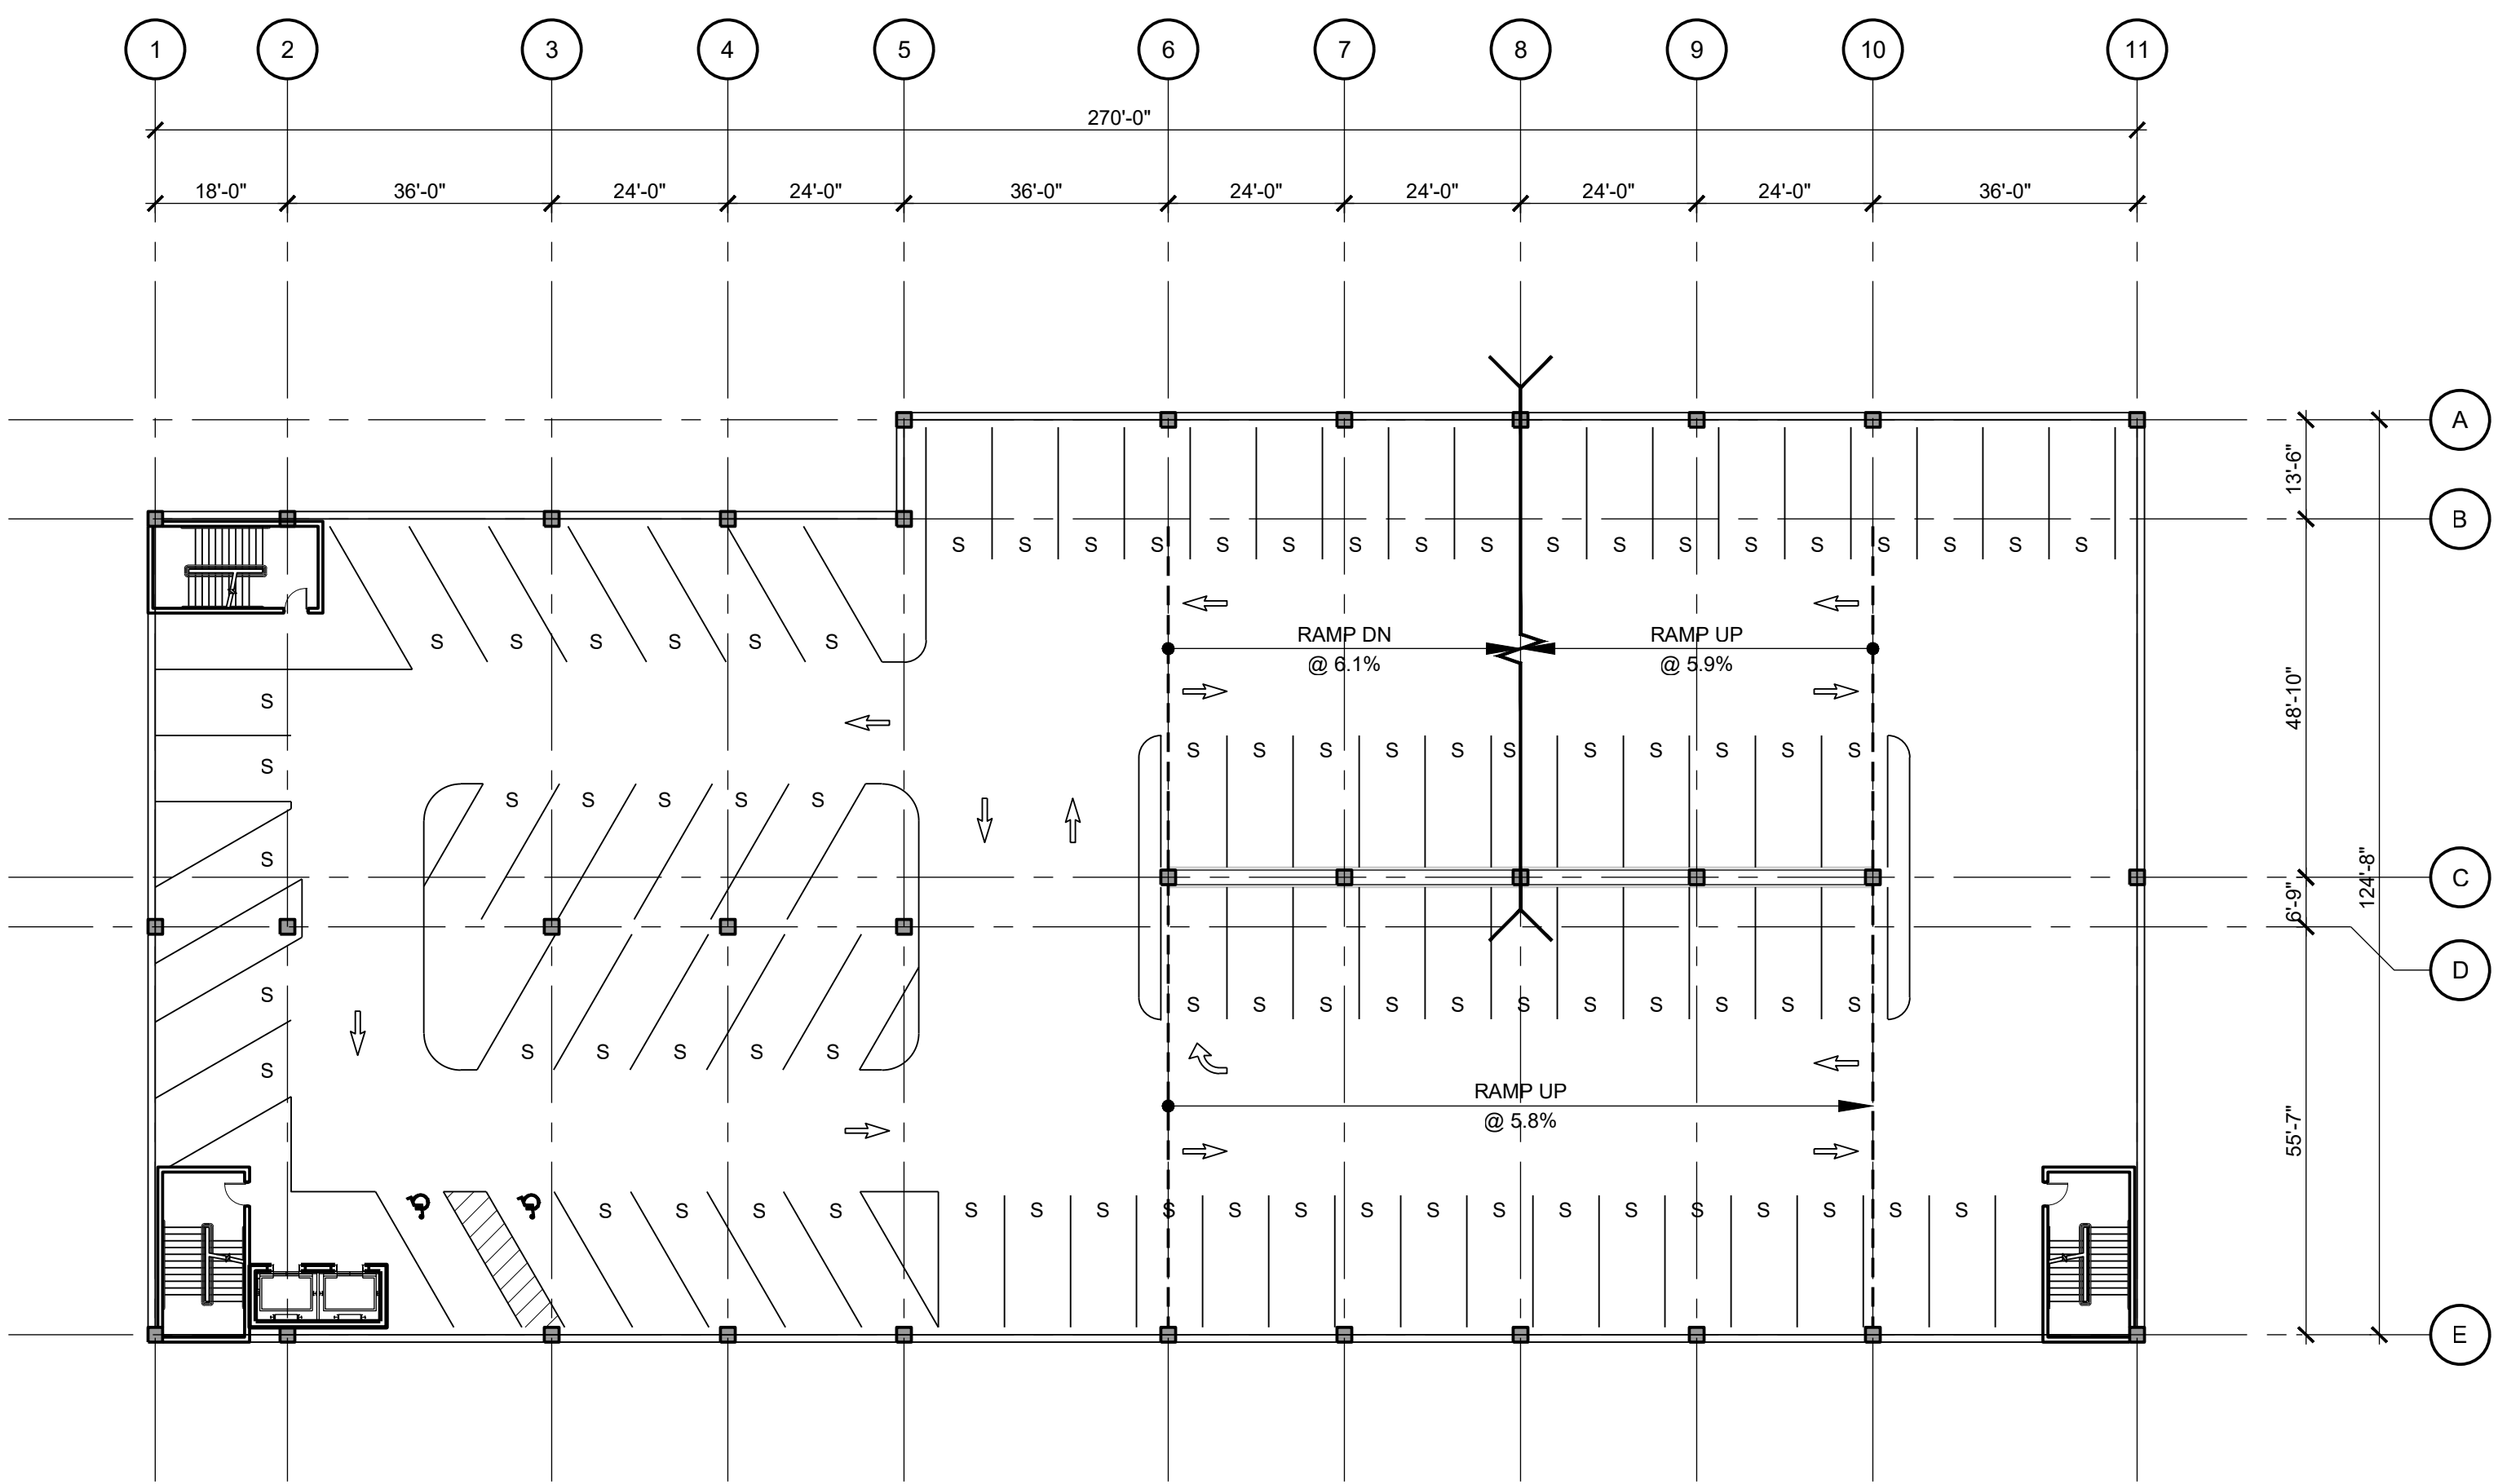 1 2 3 4 5 6 7 8 9 10 11
270'-0"
18'-0" 36'-0" 24'-0" 24'-0" 36'-0" 24'-0" 24'-0" 24'-0" 24'-0" 36'-0"
A
13'-6"
B
S S S S S S S S S S S S S S S S S S
RAMP DN
@ 6.1%
RAMP UP
@ 5.9%
S S S S S S
48'-10"
S
S S S S S S S S S S S
S
S S S S S
S
124'-8"
C
6'-9"
D
S
S S S S S S S S S S S
S S S S S
S
RAMP UP
@ 5.8%
55'-7"
S S S S S S S S S S S S S S S S S S S S
E